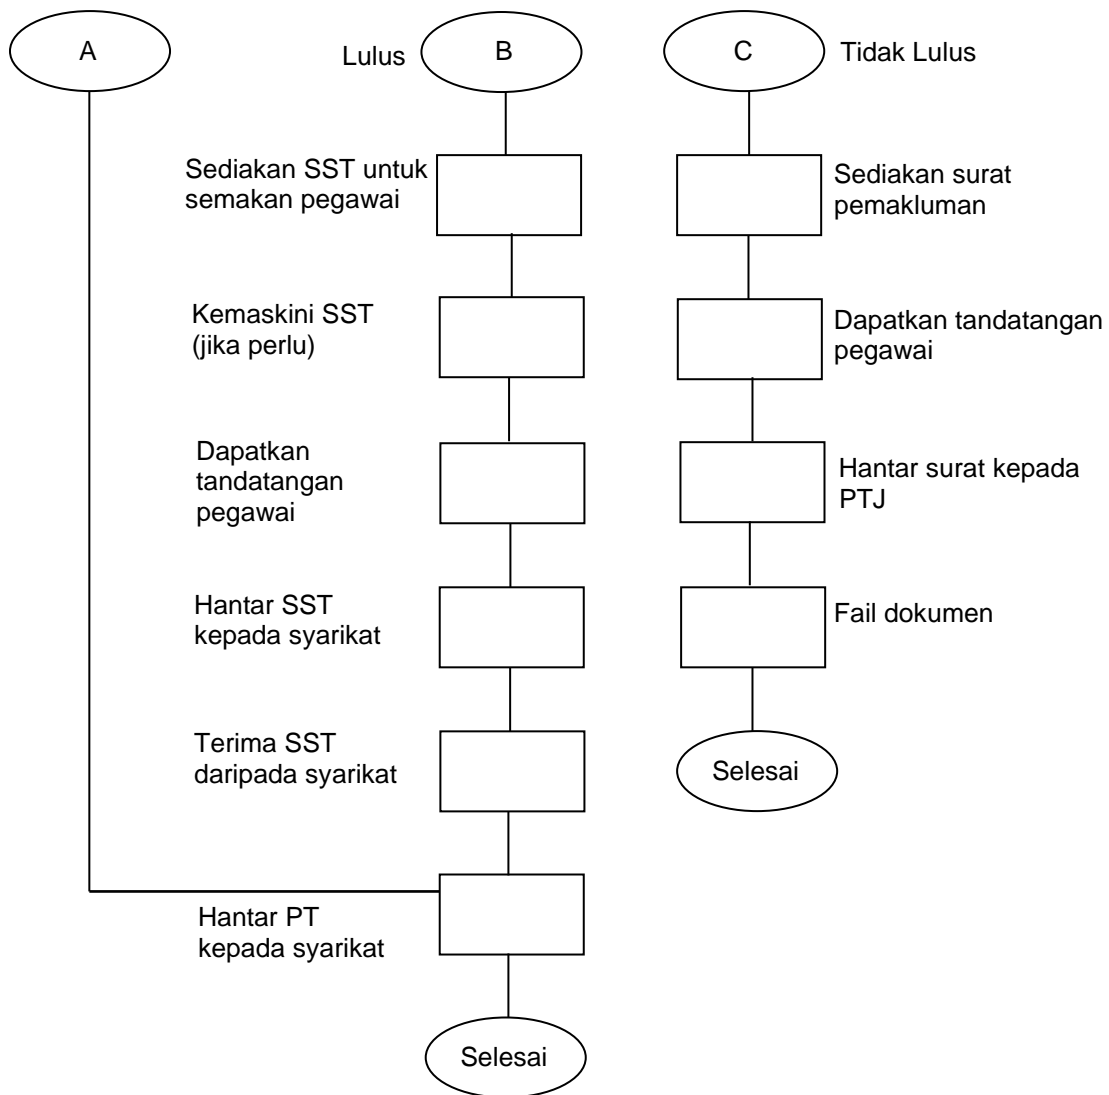 A
Lulus
B
C
Tidak Lulus
Sediakan SST untuk
semakan pegawai
Sediakan surat
pemakluman
Kemaskini SST
(jika perlu)
Dapatkan tandatangan
pegawai
Dapatkan
tandatangan
pegawai
Hantar surat kepada
PTJ
Hantar SST
kepada syarikat
Fail dokumen
Terima SST
daripada syarikat
Selesai
Hantar PT
kepada syarikat
Selesai